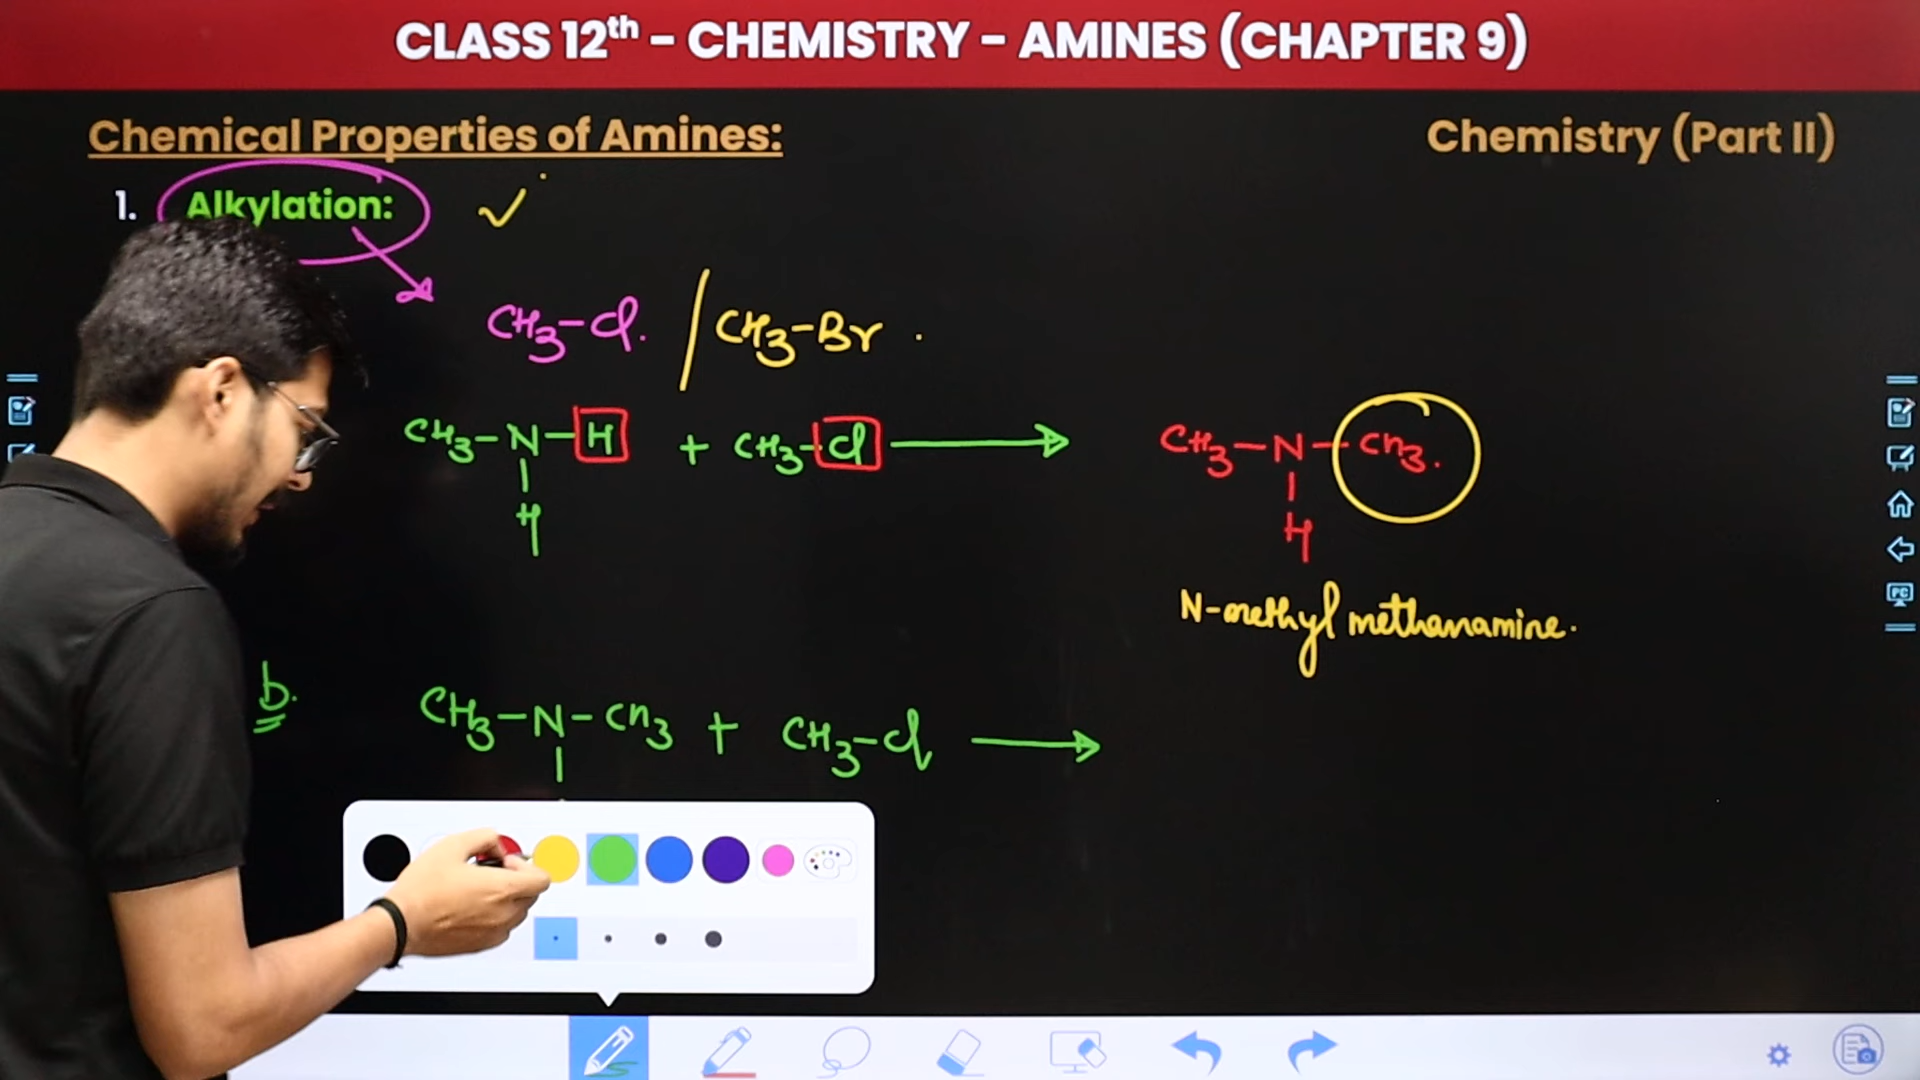 CLASS 12th - CHEMISTRY - AMINES (CHAPTER 9)
Chemical Properties of Amines:
Chemistry (Part II)
1. Alkylation: ✓
CH3-Cl. / CH3-Br .
CH3-N-H + CH3-Cl → CH3-N-CH3.
H H
N-methyl methanamine.
b. CH3-N-CH3 + CH3-Cl →
PC